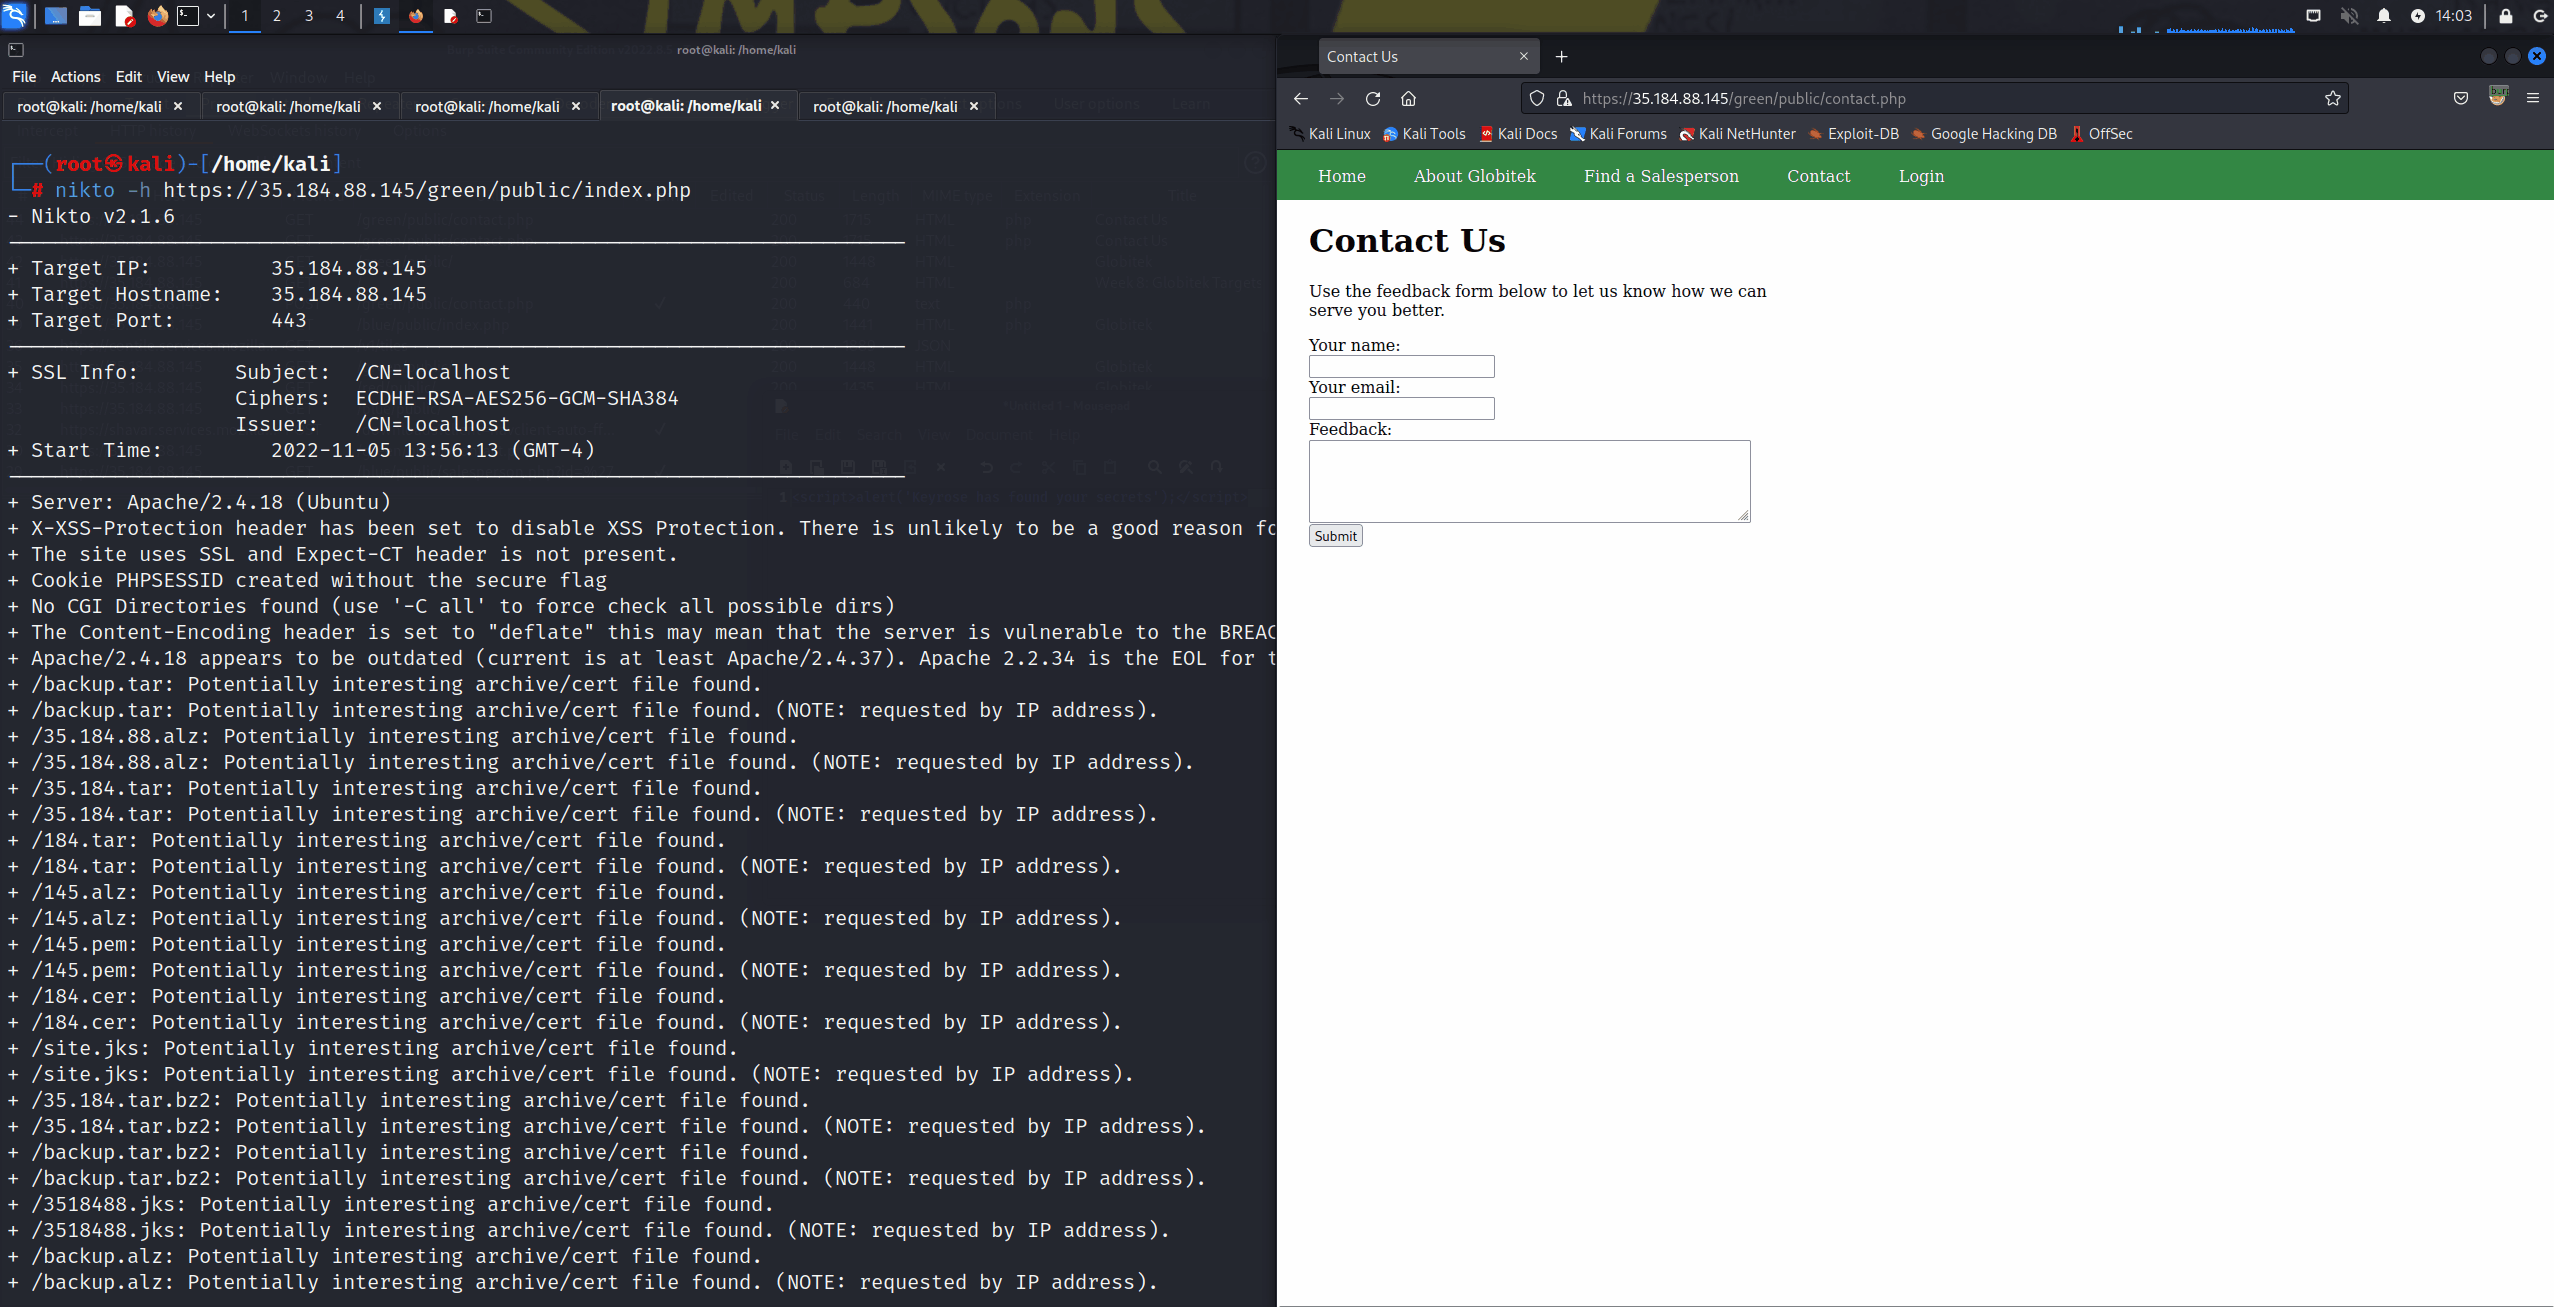 1 2 3 4 14:03
root@kali: /home/kali
File Actions Edit View Help
root@kali: /home/kali root@kali: /home/kali root@kali: /home/kali root@kali: /home/kali root@kali: /home/kali
(root㉿kali)-[/home/kali]
# nikto -h https://35.184.88.145/green/public/index.php
- Nikto v2.1.6
+ Target IP: 35.184.88.145
+ Target Hostname: 35.184.88.145
+ Target Port: 443
+ SSL Info: Subject: /CN=localhost
Ciphers: ECDHE-RSA-AES256-GCM-SHA384
Issuer: /CN=localhost
+ Start Time: 2022-11-05 13:56:13 (GMT-4)
+ Server: Apache/2.4.18 (Ubuntu)
+ X-XSS-Protection header has been set to disable XSS Protection. There is unlikely to be a good reason fo
+ The site uses SSL and Expect-CT header is not present.
+ Cookie PHPSESSID created without the secure flag
+ No CGI Directories found (use '-C all' to force check all possible dirs)
+ The Content-Encoding header is set to "deflate" this may mean that the server is vulnerable to the BREAC
+ Apache/2.4.18 appears to be outdated (current is at least Apache/2.4.37). Apache 2.2.34 is the EOL for t
+ /backup.tar: Potentially interesting archive/cert file found.
+ /backup.tar: Potentially interesting archive/cert file found. (NOTE: requested by IP address).
+ /35.184.88.alz: Potentially interesting archive/cert file found.
+ /35.184.88.alz: Potentially interesting archive/cert file found. (NOTE: requested by IP address).
+ /35.184.tar: Potentially interesting archive/cert file found.
+ /35.184.tar: Potentially interesting archive/cert file found. (NOTE: requested by IP address).
+ /184.tar: Potentially interesting archive/cert file found.
+ /184.tar: Potentially interesting archive/cert file found. (NOTE: requested by IP address).
+ /145.alz: Potentially interesting archive/cert file found.
+ /145.alz: Potentially interesting archive/cert file found. (NOTE: requested by IP address).
+ /145.pem: Potentially interesting archive/cert file found.
+ /145.pem: Potentially interesting archive/cert file found. (NOTE: requested by IP address).
+ /184.cer: Potentially interesting archive/cert file found.
+ /184.cer: Potentially interesting archive/cert file found. (NOTE: requested by IP address).
+ /site.jks: Potentially interesting archive/cert file found.
+ /site.jks: Potentially interesting archive/cert file found. (NOTE: requested by IP address).
+ /35.184.tar.bz2: Potentially interesting archive/cert file found.
+ /35.184.tar.bz2: Potentially interesting archive/cert file found. (NOTE: requested by IP address).
+ /backup.tar.bz2: Potentially interesting archive/cert file found.
+ /backup.tar.bz2: Potentially interesting archive/cert file found. (NOTE: requested by IP address).
+ /3518488.jks: Potentially interesting archive/cert file found.
+ /3518488.jks: Potentially interesting archive/cert file found. (NOTE: requested by IP address).
+ /backup.alz: Potentially interesting archive/cert file found.
+ /backup.alz: Potentially interesting archive/cert file found. (NOTE: requested by IP address).
Contact Us
https://35.184.88.145/green/public/contact.php
Kali Linux Kali Tools Kali Docs Kali Forums Kali NetHunter Exploit-DB Google Hacking DB OffSec
Home About Globitek Find a Salesperson Contact Login
Contact Us
Use the feedback form below to let us know how we can
serve you better.
Your name:
Your email:
Feedback:
Submit